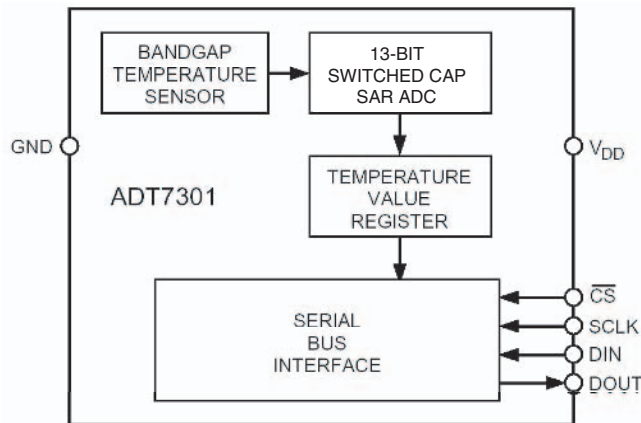 BANDGAP
TEMPERATURE
SENSOR
13-BIT
SWITCHED CAP
SAR ADC
GND
V_DD
ADT7301
TEMPERATURE
VALUE
REGISTER
SERIAL
BUS
INTERFACE
C̅S̅
SCLK
DIN
DOUT